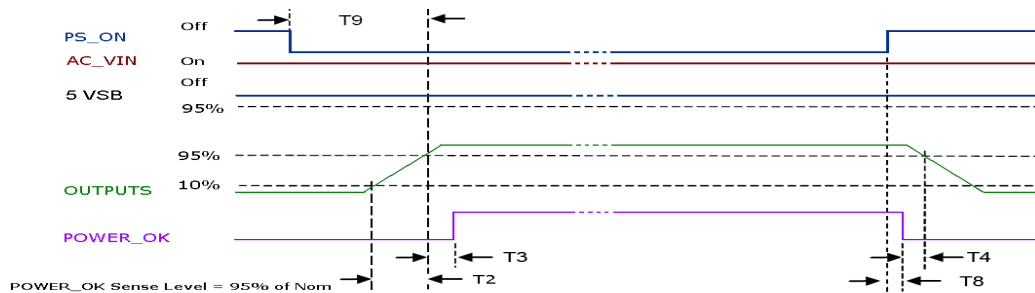 T9
Off
PS_ON
AC_VIN
On
Off
5 VSB
95%
95%
10%
OUTPUTS
POWER_OK
T3
T4
T2
T8
POWER_OK Sense Level = 95% of Nom